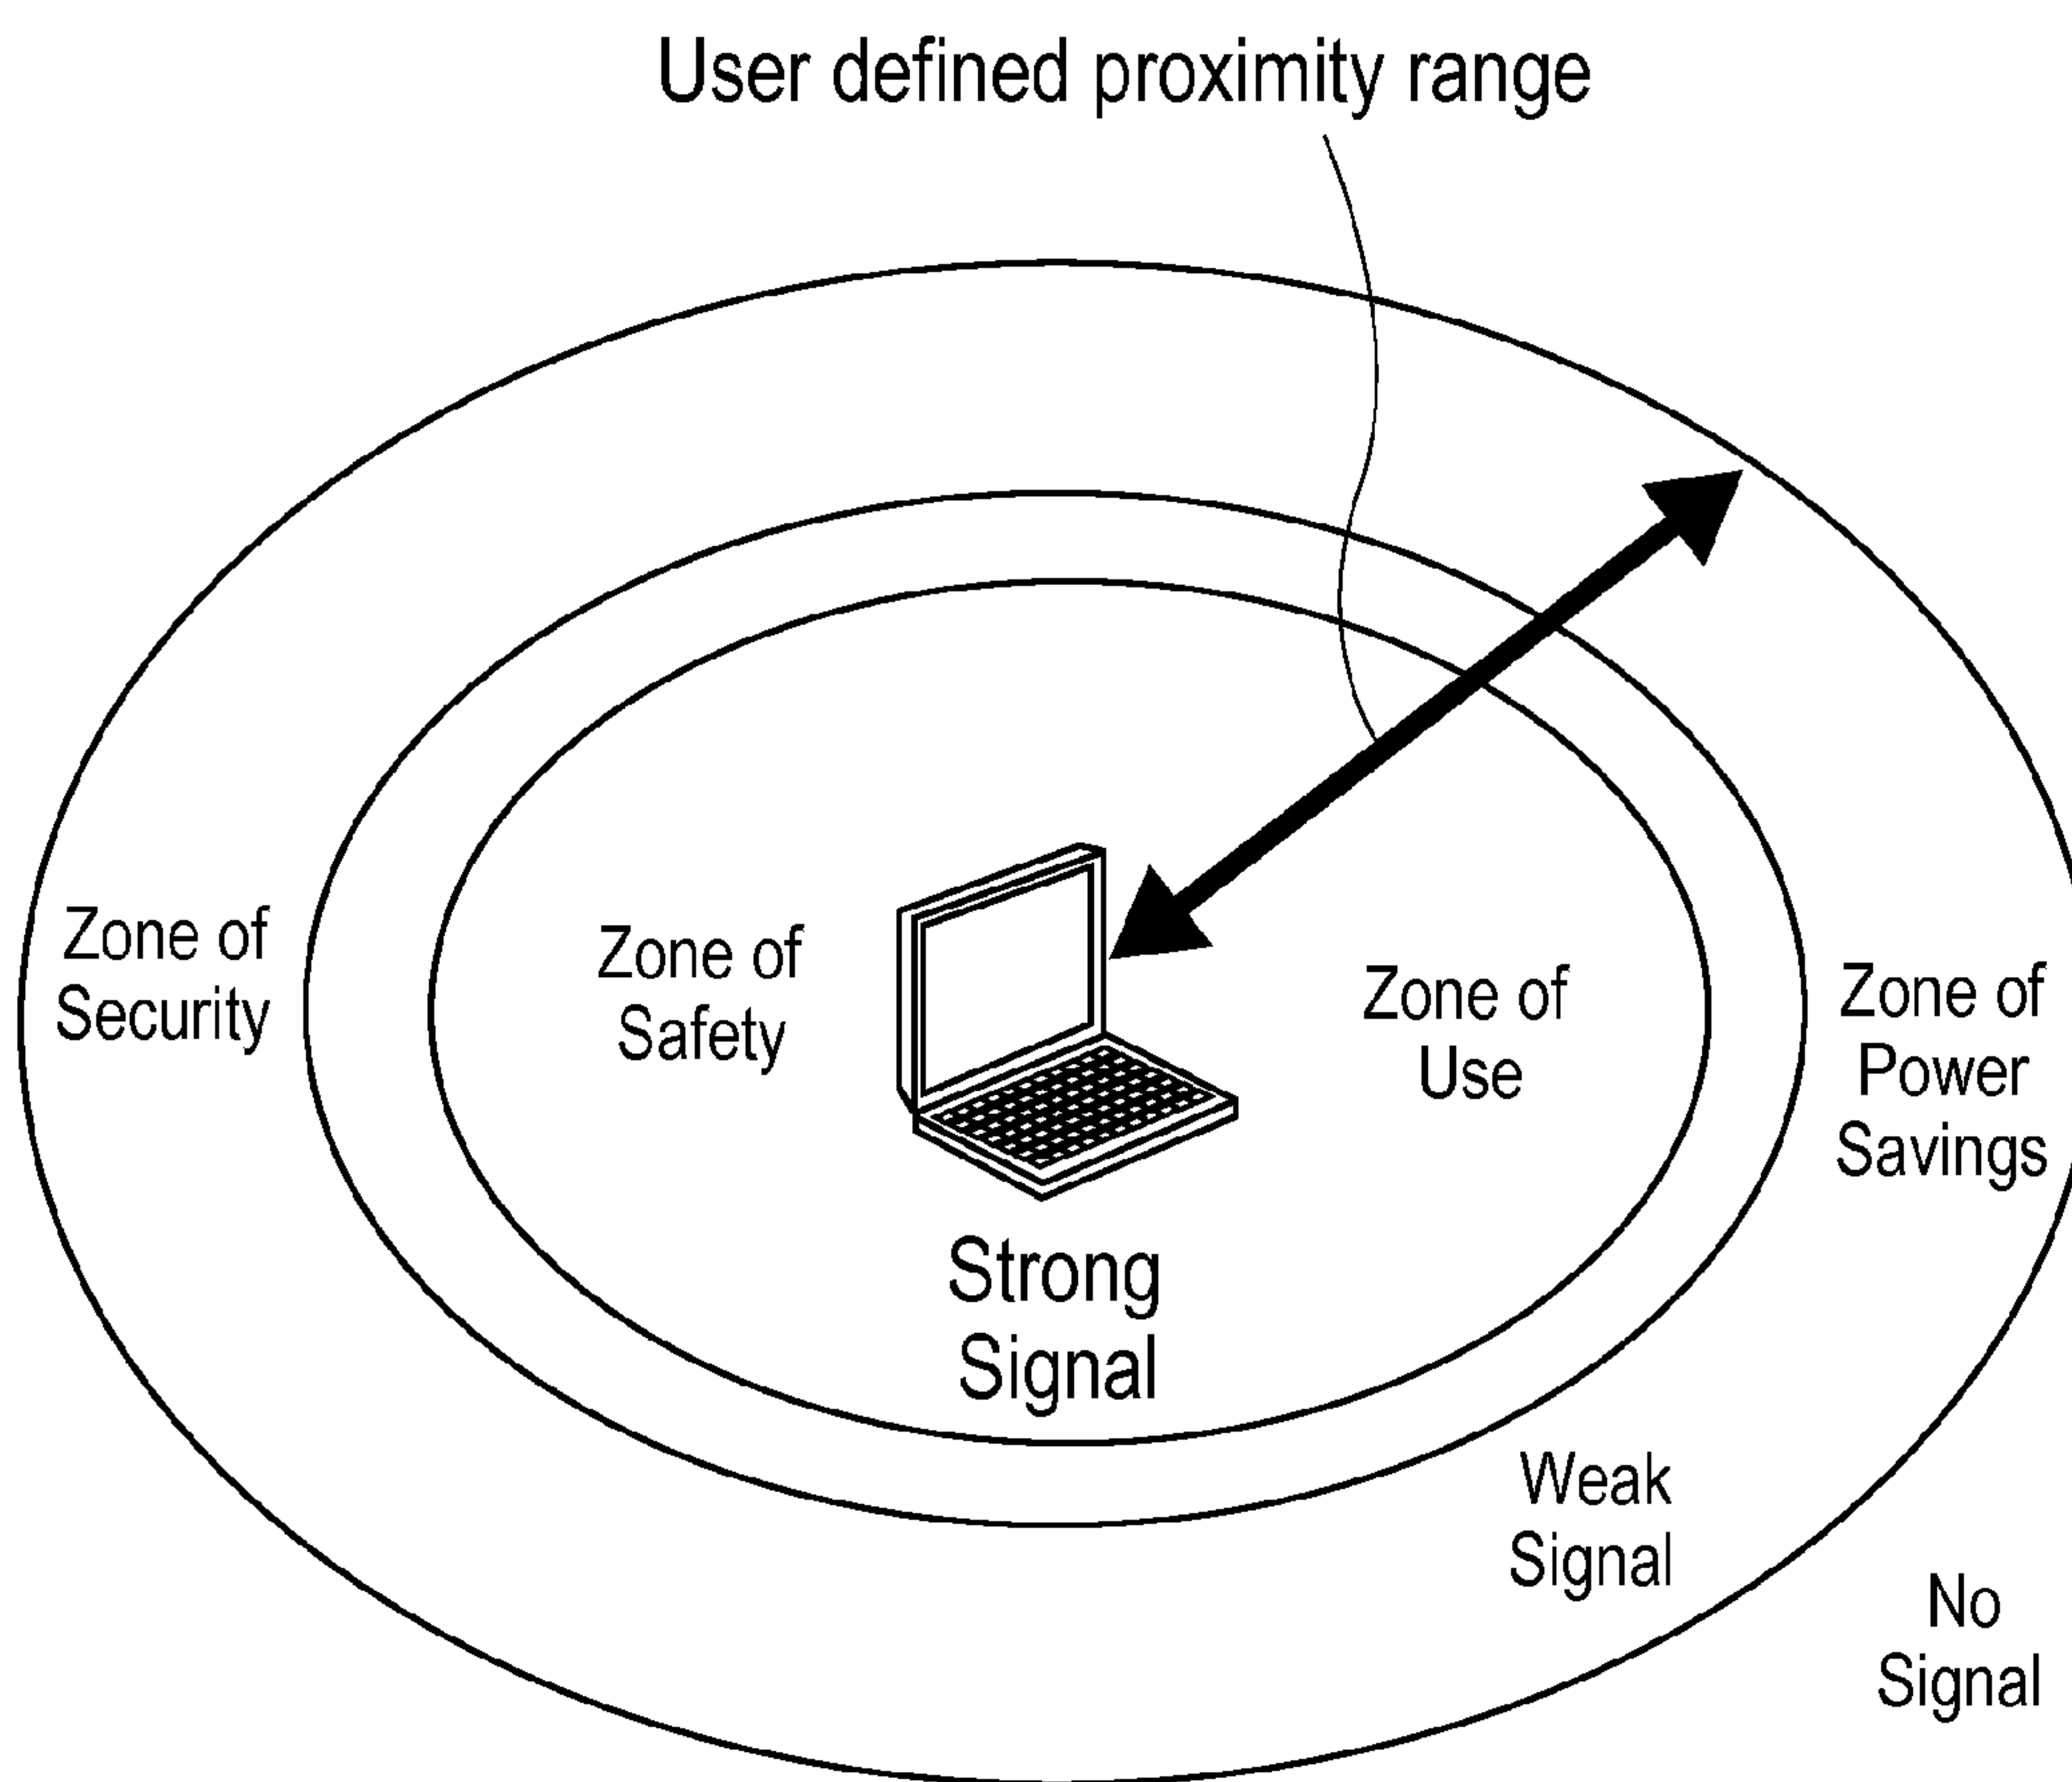 User defined proximity range
Zone of
Security
Zone of
Safety
Zone of
Use
Zone of
Power
Savings
Strong
Signal
Weak
Signal
No
Signal